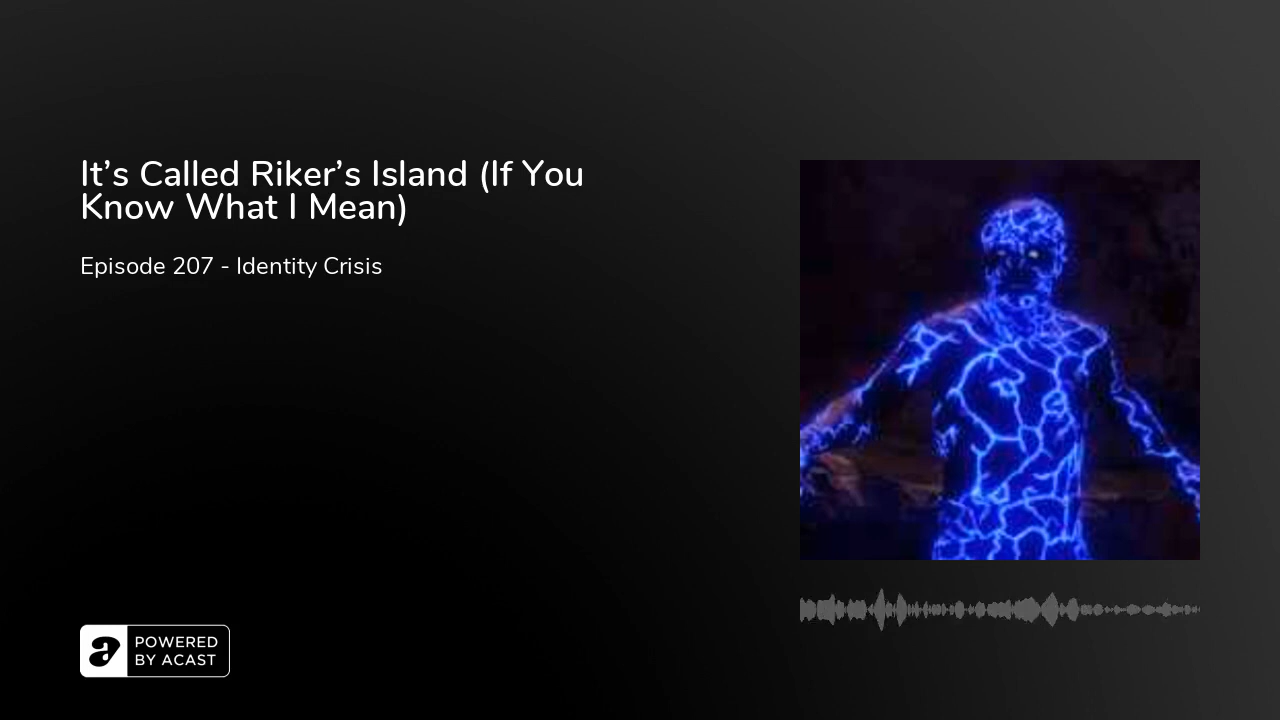 It’s Called Riker’s Island (If You
Know What I Mean)
Episode 207 - Identity Crisis
a
POWERED
BY ACAST